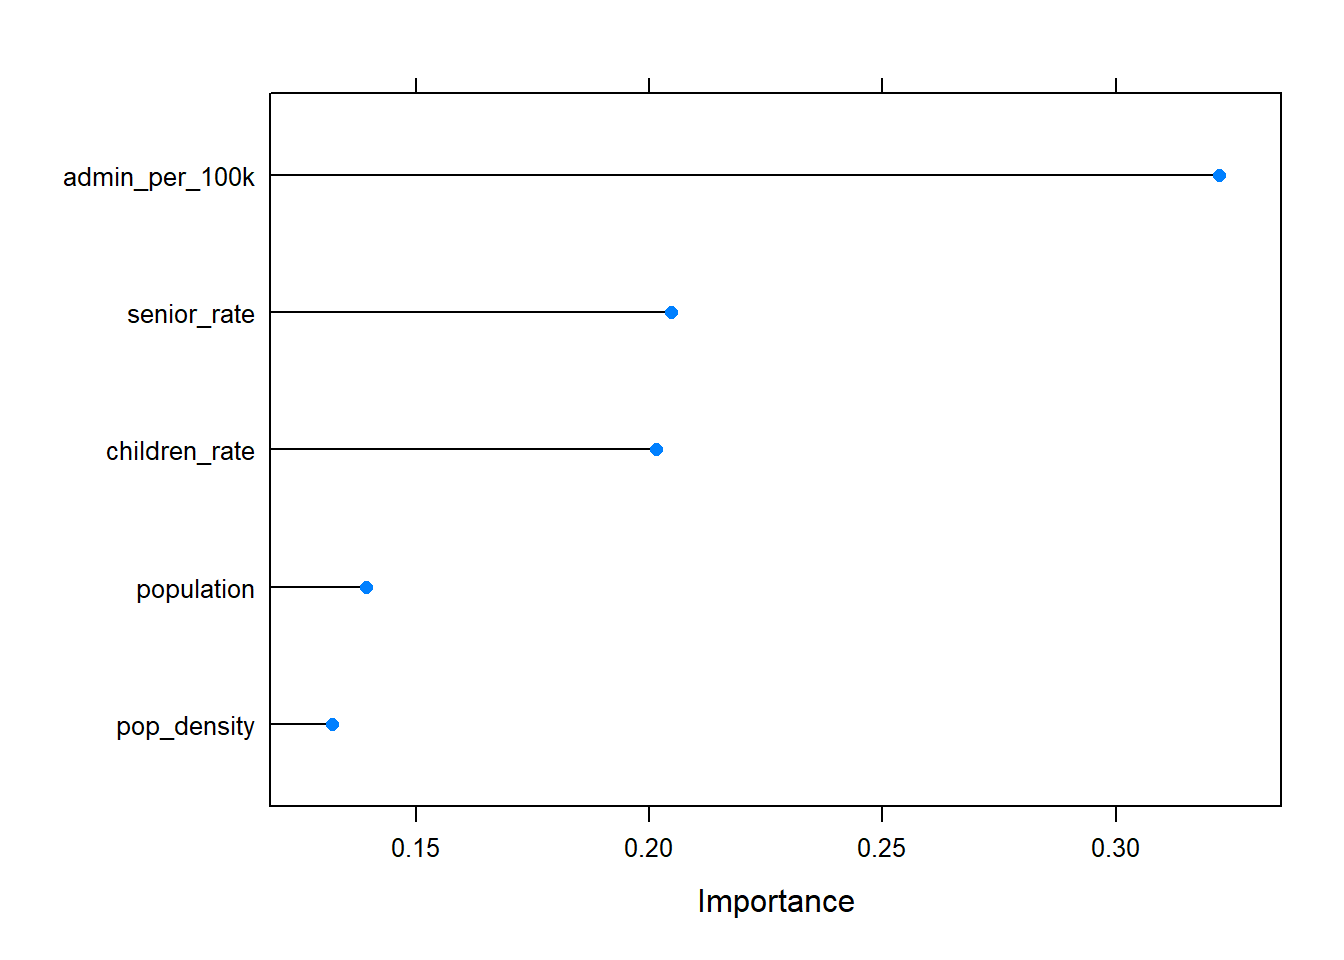 admin_per_100k
senior_rate
children_rate
population
pop_density
0.15 0.20 0.25 0.30
Importance